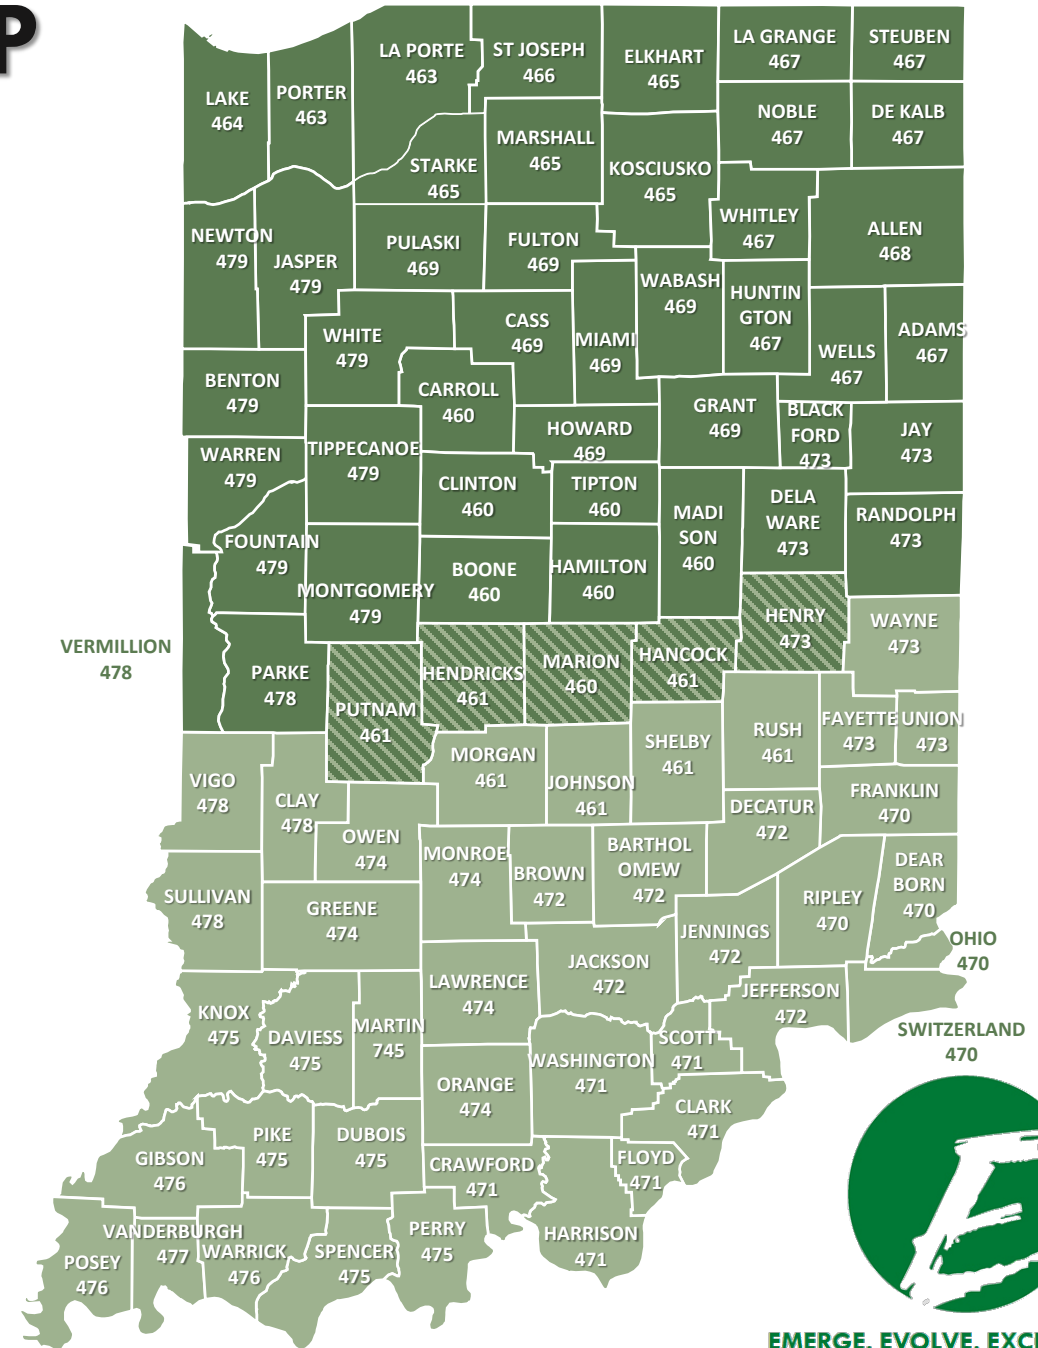 P
LA PORTE
463
ST JOSEPH
466
ELKHART
465
LA GRANGE
467
STEUBEN
467
LAKE
464
PORTER
463
MARSHALL
465
NOBLE
467
DE KALB
467
STARKE
465
KOSCIUSKO
465
WHITLEY
467
ALLEN
468
NEWTON
479
JASPER
479
PULASKI
469
FULTON
469
WABASH
469
HUNTIN
GTON
467
WHITE
479
CASS
469
MIAMI
469
WELLS
467
ADAMS
467
BENTON
479
CARROLL
460
GRANT
469
BLACK
FORD
473
JAY
473
WARREN
479
TIPPECANOE
479
HOWARD
469
CLINTON
460
TIPTON
460
MADI
SON
460
DELA
WARE
473
RANDOLPH
473
FOUNTAIN
479
MONTGOMERY
479
BOONE
460
HAMILTON
460
HENRY
473
WAYNE
473
VERMILLION
478
PARKE
478
PUTNAM
461
HENDRICKS
461
MARION
460
HANCOCK
461
RUSH
461
FAYETTE
473
UNION
473
VIGO
478
CLAY
478
MORGAN
461
JOHNSON
461
SHELBY
461
FRANKLIN
470
OWEN
474
MONROE
474
BROWN
472
BARTHOL
OMEW
472
DECATUR
472
DEAR
BORN
470
SULLIVAN
478
GREENE
474
RIPLEY
470
JENNINGS
472
OHIO
470
LAWRENCE
474
JACKSON
472
JEFFERSON
472
KNOX
475
DAVIESS
475
MARTIN
745
SCOTT
471
SWITZERLAND
470
ORANGE
474
WASHINGTON
471
CLARK
471
PIKE
475
DUBOIS
475
GIBSON
476
CRAWFORD
471
FLOYD
471
HARRISON
471
VANDERBURGH
477
POSEY
476
WARRICK
476
SPENCER
475
PERRY
475
E
EMERGE. EVOLVE. EXC